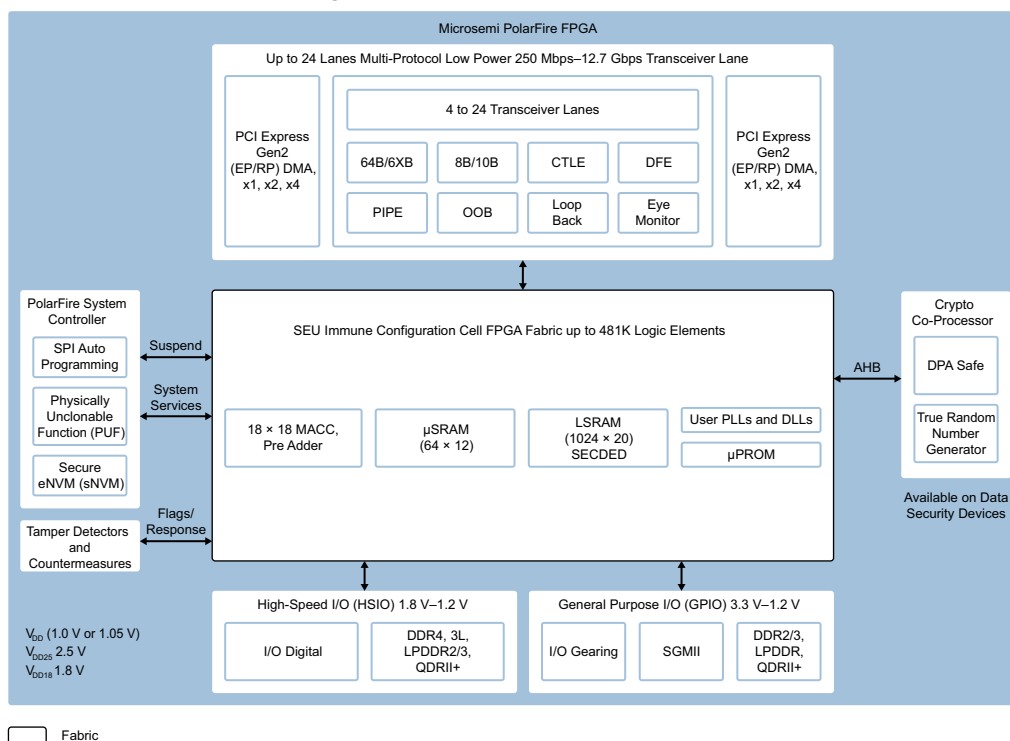 Microsemi PolarFire FPGA
Up to 24 Lanes Multi-Protocol Low Power 250 Mbps–12.7 Gbps Transceiver Lane
PCI Express
Gen2
(EP/RP) DMA,
x1, x2, x4
4 to 24 Transceiver Lanes
64B/6XB
8B/10B
CTLE
DFE
PIPE
OOB
Loop
Back
Eye
Monitor
PCI Express
Gen2
(EP/RP) DMA,
x1, x2, x4
PolarFire System
Controller
SPI Auto
Programming
Physically
Unclonable
Function (PUF)
Secure
eNVM (sNVM)
Suspend
System
Services
Flags/
Response
Tamper Detectors
and
Countermeasures
SEU Immune Configuration Cell FPGA Fabric up to 481K Logic Elements
18 × 18 MACC,
Pre Adder
µSRAM
(64 × 12)
LSRAM
(1024 × 20)
SECDED
User PLLs and DLLs
µPROM
AHB
Crypto
Co-Processor
DPA Safe
True Random
Number
Generator
Available on Data
Security Devices
High-Speed I/O (HSIO) 1.8 V–1.2 V
I/O Digital
DDR4, 3L,
LPDDR2/3,
QDRII+
General Purpose I/O (GPIO) 3.3 V–1.2 V
I/O Gearing
SGMII
DDR2/3,
LPDDR,
QDRII+
VDD (1.0 V or 1.05 V)
VDD25 2.5 V
VDD18 1.8 V
Fabric